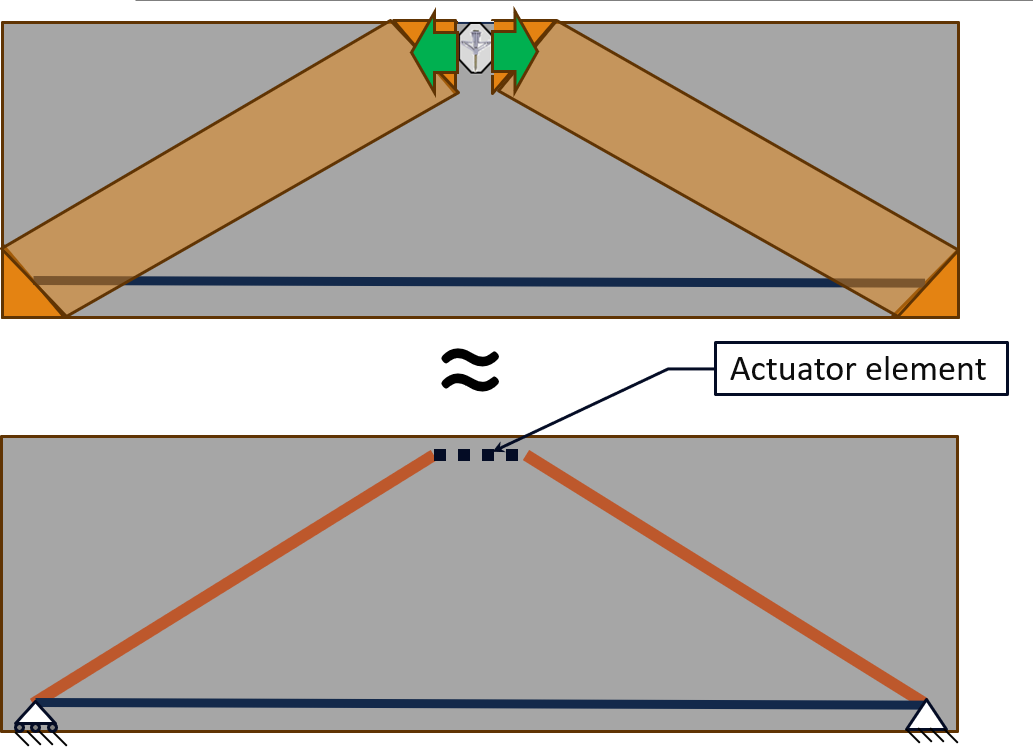 ≈
Actuator element